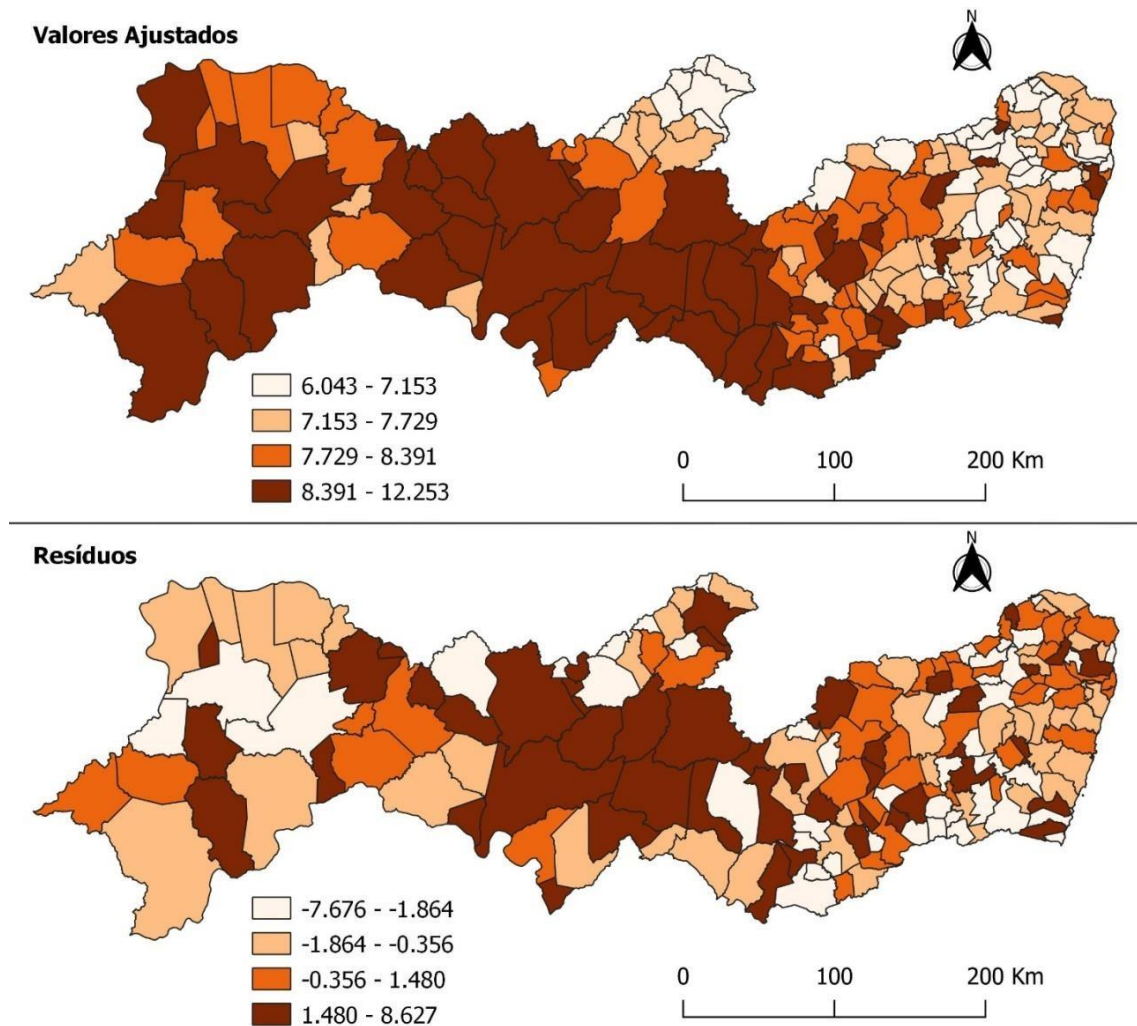 Valores Ajustados
N
6.043 - 7.153
7.153 - 7.729
7.729 - 8.391
8.391 - 12.253
0 100 200 Km
Resíduos
N
-7.676 - -1.864
-1.864 - -0.356
-0.356 - 1.480
1.480 - 8.627
0 100 200 Km